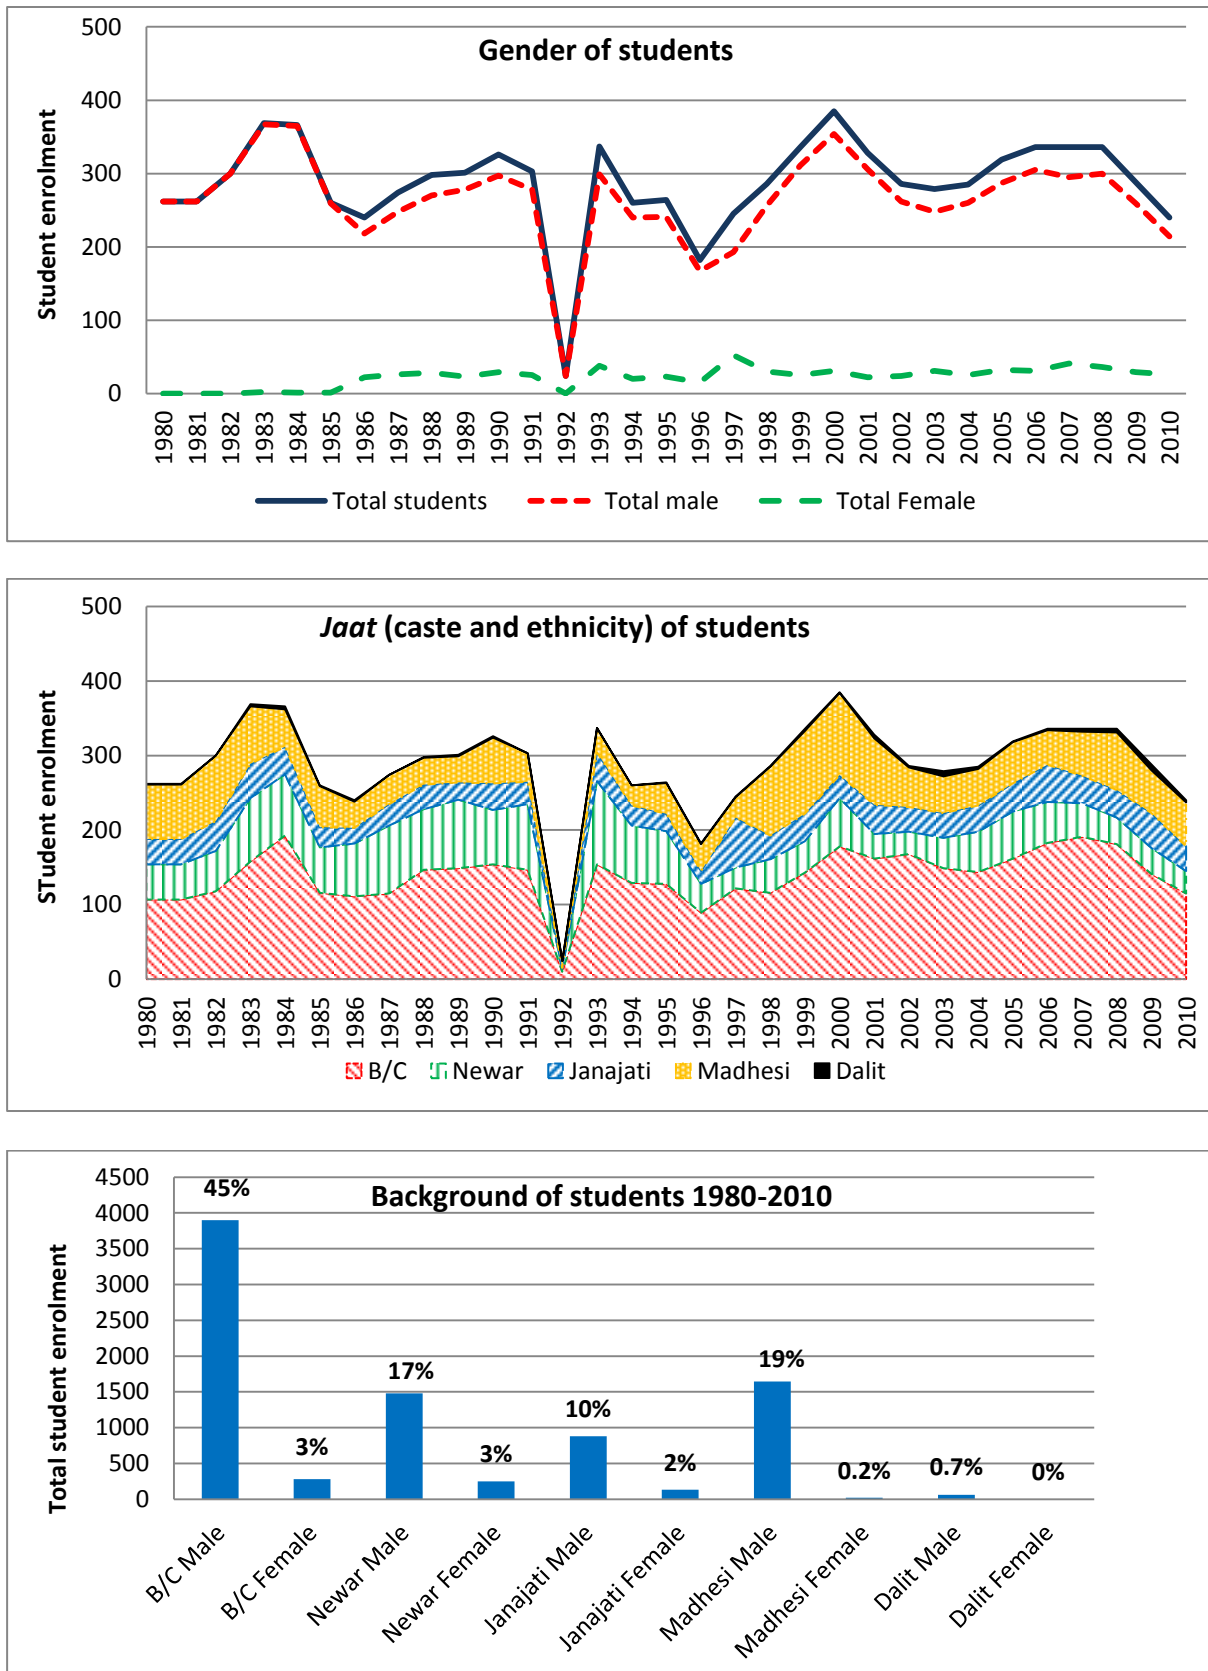 Gender of students
Student enrolment
500
400
300
200
100
0
1980 1981 1982 1983 1984 1985 1986 1987 1988 1989 1990 1991 1992 1993 1994 1995 1996 1997 1998 1999 2000 2001 2002 2003 2004 2005 2006 2007 2008 2009 2010
Total students Total male Total Female
Jaat (caste and ethnicity) of students
STudent enrolment
500
400
300
200
100
0
1980 1981 1982 1983 1984 1985 1986 1987 1988 1989 1990 1991 1992 1993 1994 1995 1996 1997 1998 1999 2000 2001 2002 2003 2004 2005 2006 2007 2008 2009 2010
B/C Newar Janajati Madhesi Dalit
Background of students 1980-2010
Total student enrolment
4500
4000
3500
3000
2500
2000
1500
1000
500
0
45% 3% 17% 3% 10% 2% 19% 0.2% 0.7% 0%
B/C Male
B/C Female
Newar Male
Newar Female
Janajati Male
Janajati Female
Madhesi Male
Madhesi Female
Dalit Male
Dalit Female